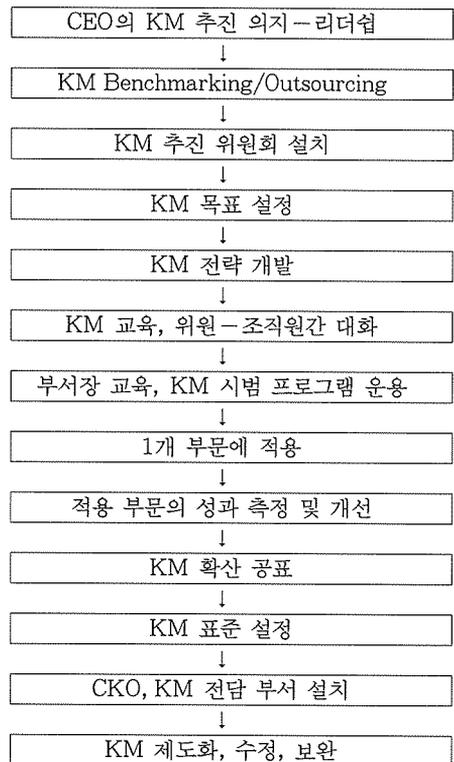 CEO의 KM 추진 의지－리더쉽
↓
KM Benchmarking/Outsourcing
↓
KM 추진 위원회 설치
↓
KM 목표 설정
↓
KM 전략 개발
↓
KM 교육, 위원－조직원간 대화
↓
부서장 교육, KM 시범 프로그램 운용
↓
1개 부문에 적용
↓
적용 부문의 성과 측정 및 개선
↓
KM 확산 공표
↓
KM 표준 설정
↓
CKO, KM 전담 부서 설치
↓
KM 제도화, 수정, 보완